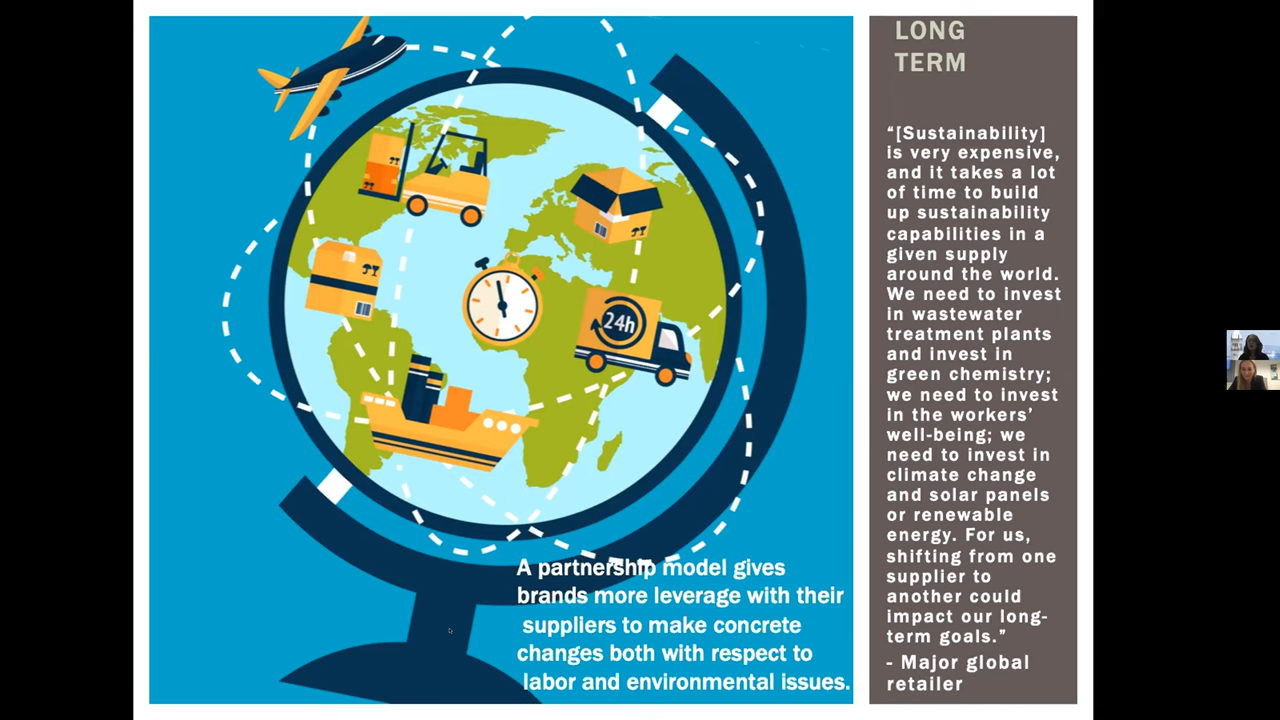 LONG
TERM
“[Sustainability]
is very expensive,
and it takes a lot
of time to build
up sustainability
capabilities in a
given supply
around the world.
We need to invest
in wastewater
treatment plants
and invest in
green chemistry;
we need to invest
in the workers’
well-being; we
need to invest in
climate change
and solar panels
or renewable
energy. For us,
shifting from one
supplier to
another could
impact our long-
term goals.”
- Major global
retailer
24h
A partnership model gives
brands more leverage with their
suppliers to make concrete
changes both with respect to
labor and environmental issues.